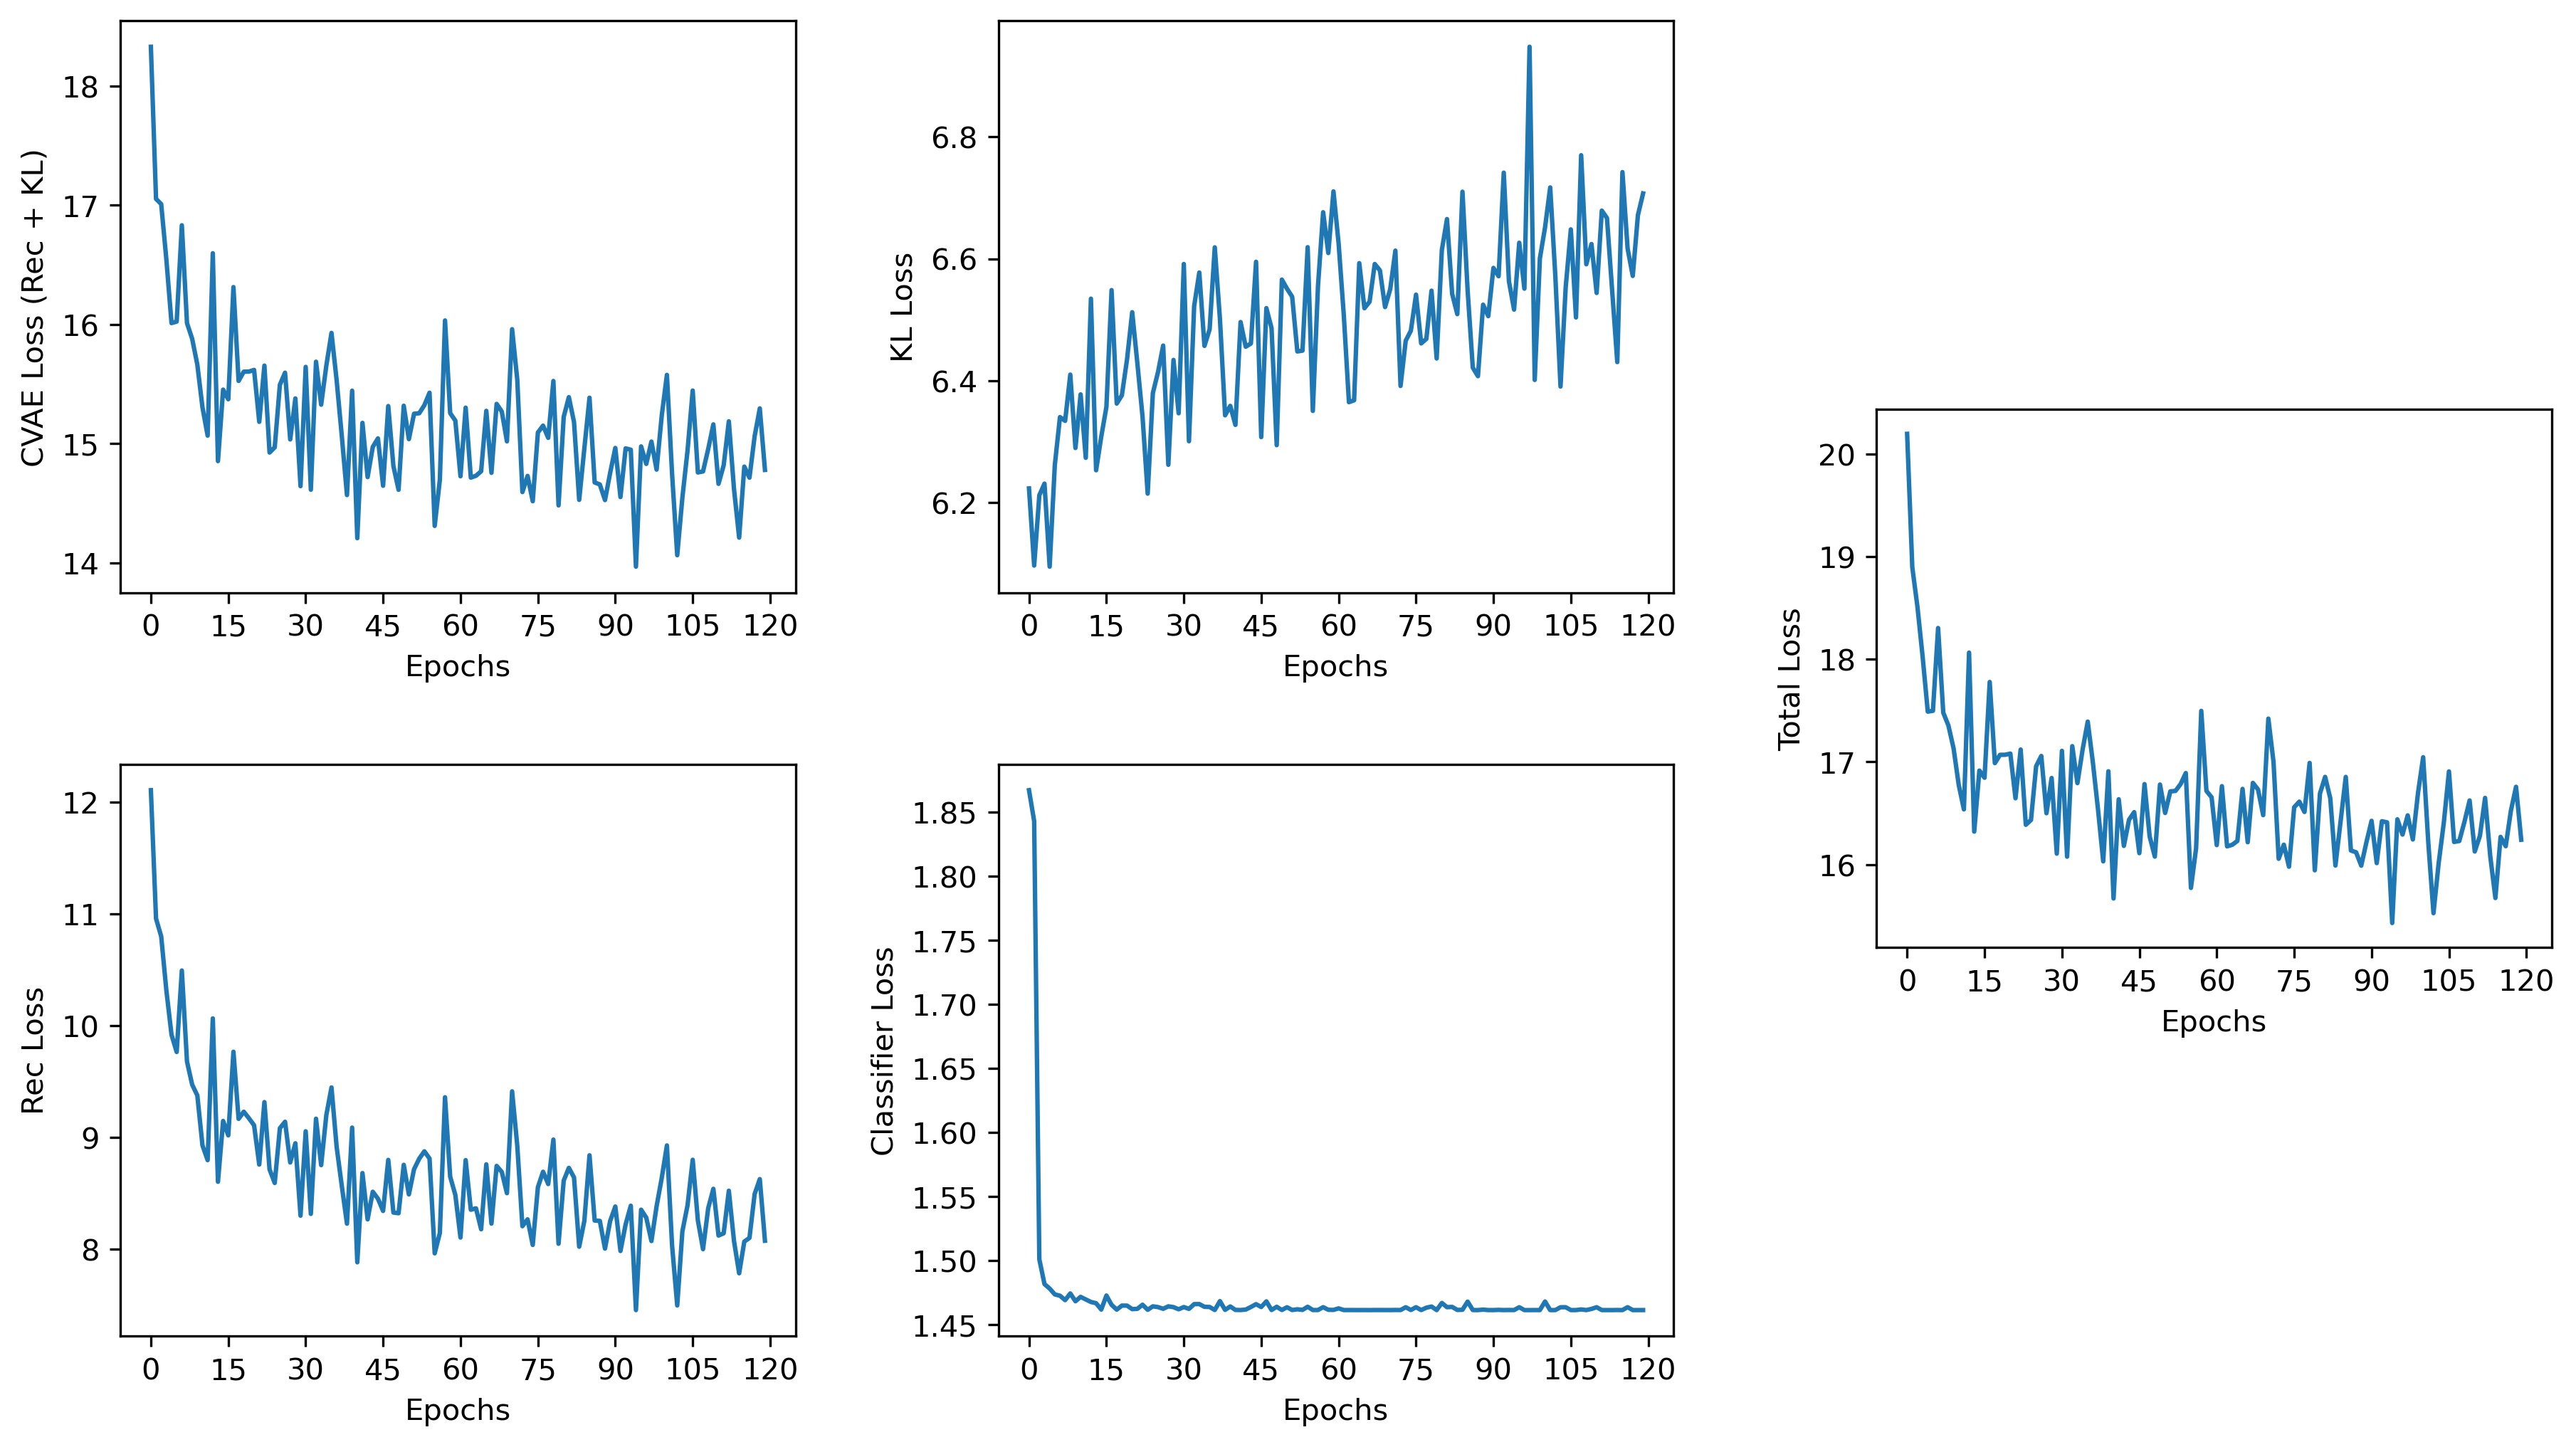 CVAE Loss (Rec + KL)
18
17
16
15
14
0 15 30 45 60 75 90 105 120
Epochs
KL Loss
6.8
6.6
6.4
6.2
0 15 30 45 60 75 90 105 120
Epochs
Total Loss
20
19
18
17
16
0 15 30 45 60 75 90 105 120
Epochs
Rec Loss
12
11
10
9
8
0 15 30 45 60 75 90 105 120
Epochs
Classifier Loss
1.85
1.80
1.75
1.70
1.65
1.60
1.55
1.50
1.45
0 15 30 45 60 75 90 105 120
Epochs